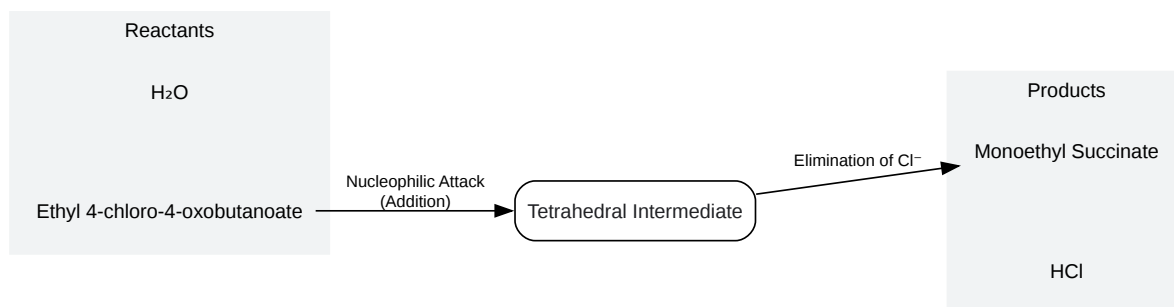 Reactants
H₂O
Ethyl 4-chloro-4-oxobutanoate
Nucleophilic Attack
(Addition)
Tetrahedral Intermediate
Elimination of Cl⁻
Products
Monoethyl Succinate
HCl